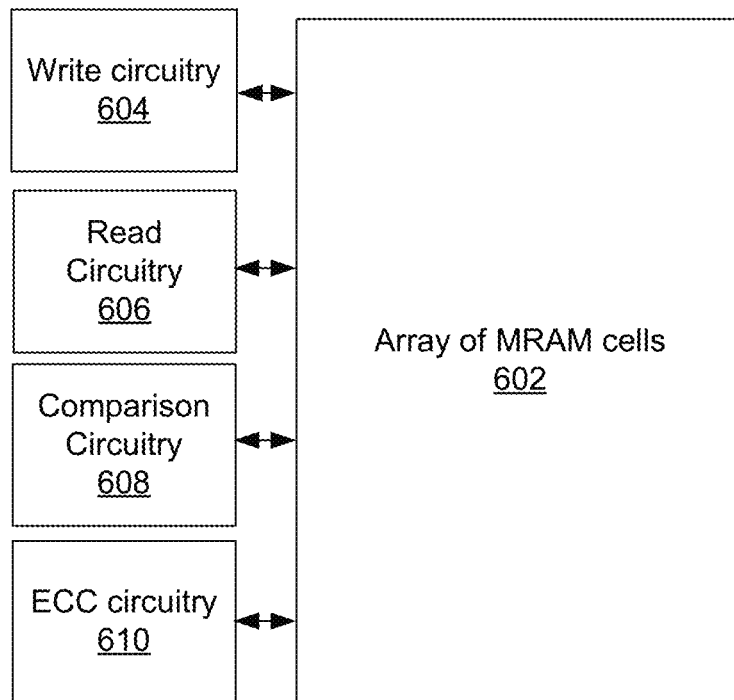 Write circuitry
604
Read
Circuitry
606
Comparison
Circuitry
608
ECC circuitry
610
Array of MRAM cells
602